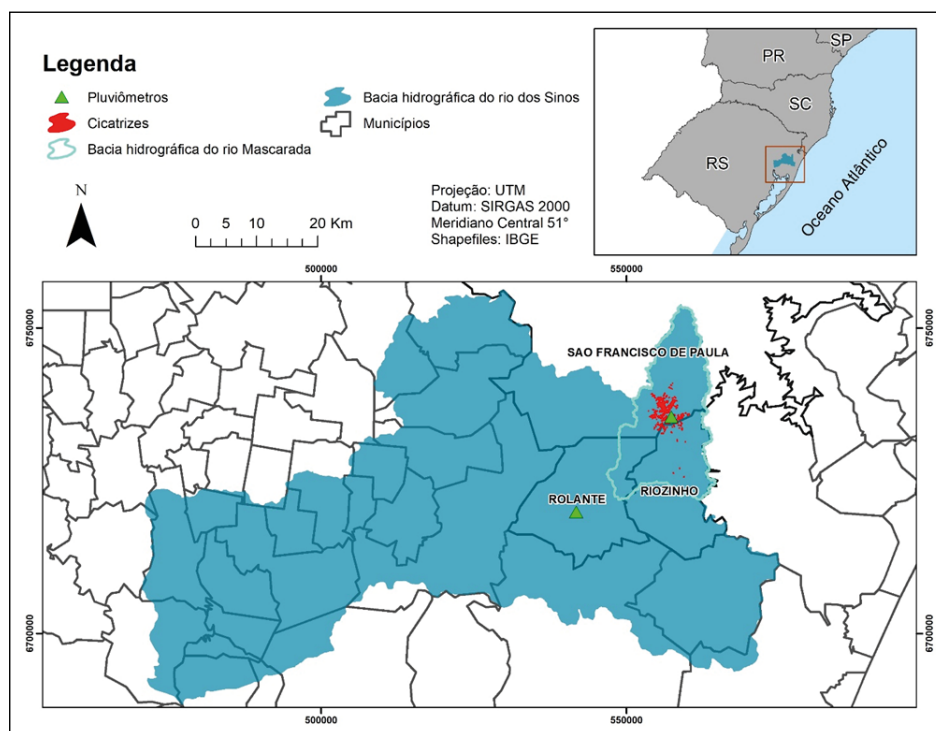 Legenda
Pluviômetros
Cicatrizes
Bacia hidrográfica do rio Mascarada
Bacia hidrográfica do rio dos Sinos
Municípios
N
0 5 10 20 Km
Projeção: UTM
Datum: SIRGAS 2000
Meridiano Central 51°
Shapefiles: IBGE
SP
PR
SC
RS
Oceano Atlântico
500000 550000
6750000 6750000
SAO FRANCISCO DE PAULA
RIOZINHO
ROLANTE
6700000 6700000
500000 550000